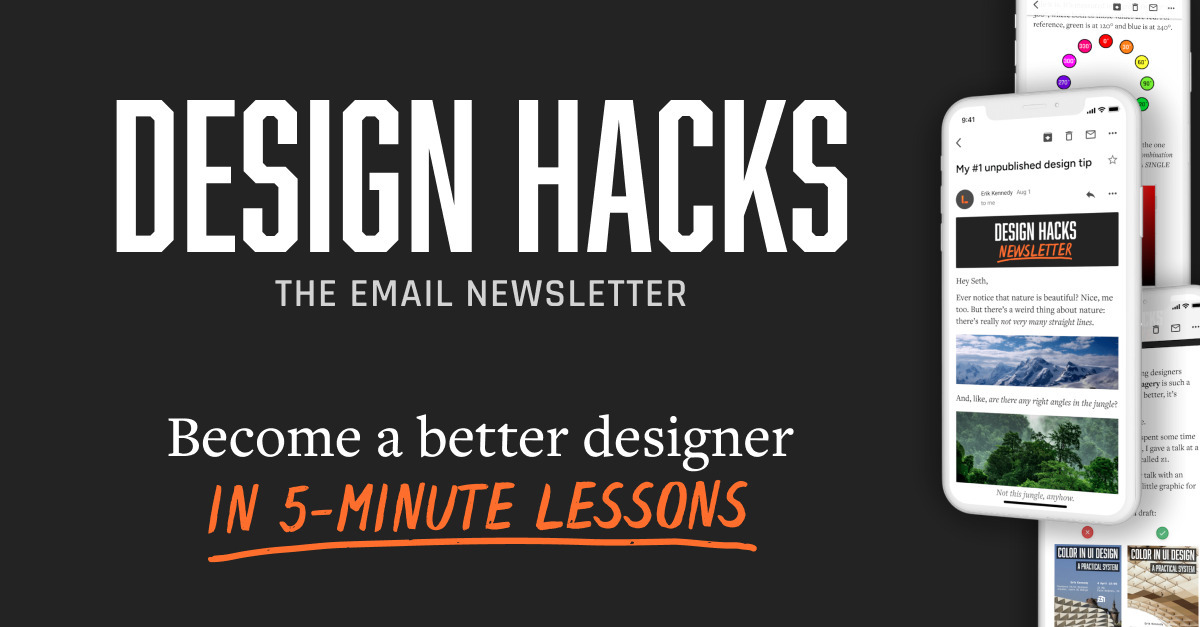 DESIGN HACKS
THE EMAIL NEWSLETTER
Become a better designer
IN 5-MINUTE LESSONS
reference, green is at 120° and blue is at 240°.
0°
30°
60°
90°
270°
300°
330°
the one
SINGLE
9:41
My #1 unpublished design tip
Erik Kennedy Aug 1
to me
DESIGN HACKS
NEWSLETTER
Hey Seth,
Ever notice that nature is beautiful? Nice, me
too. But there's a weird thing about nature:
there's really not very many straight lines.
And, like, are there any right angles in the jungle?
Not this jungle, anyhow.
designers
is such a
better, it's
spent some time
, I gave a talk at a
talk with an
little graphic for
draft:
COLOR IN UI DESIGN
A PRACTICAL SYSTEM
COLOR IN UI DESIGN
A PRACTICAL SYSTEM